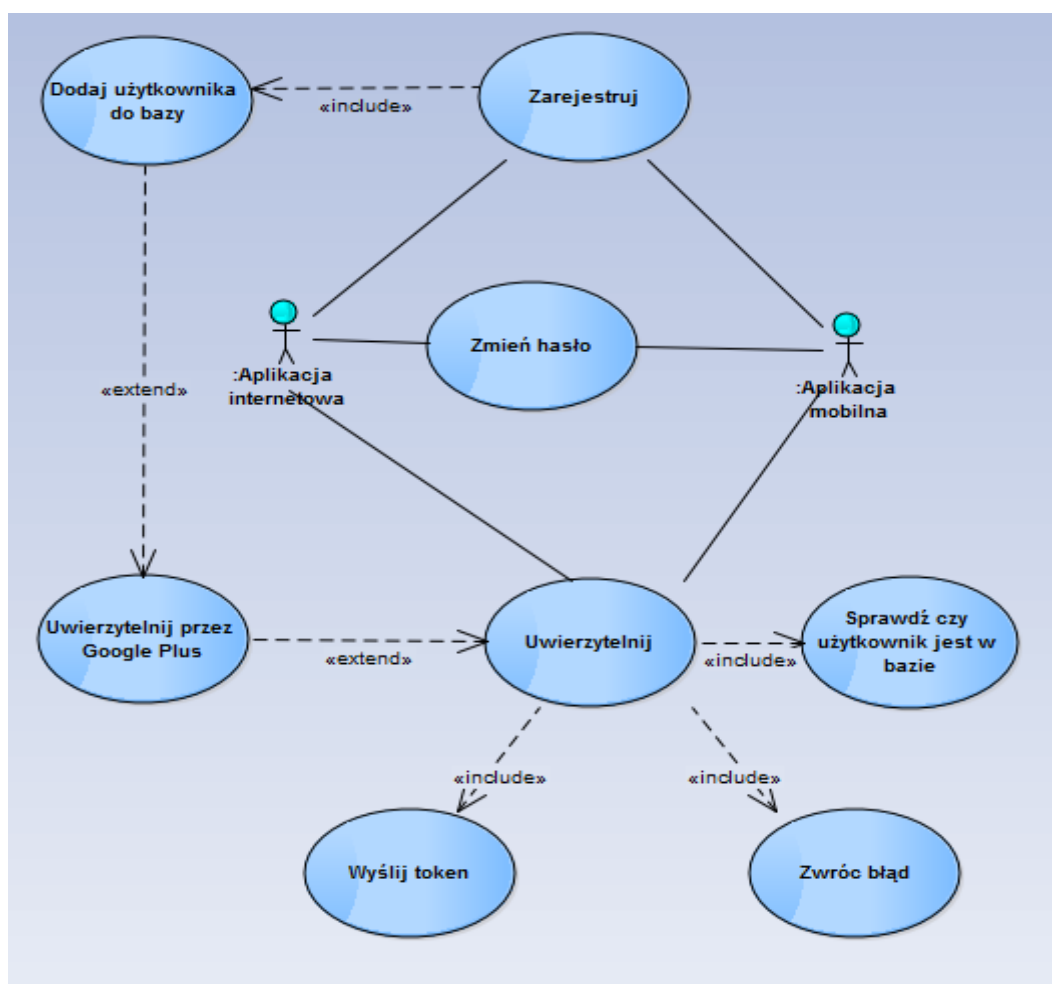 Dodaj użytkownika
do bazy
«include»
Zarejestruj
Zmień hasło
:Aplikacja
internetowa
:Aplikacja
mobilna
«extend»
Uwierzytelnij przez
Google Plus
«extend»
Uwierzytelnij
«include»
Sprawdź czy
użytkownik jest w
bazie
«include»
«include»
Wyślij token
Zwróc błąd